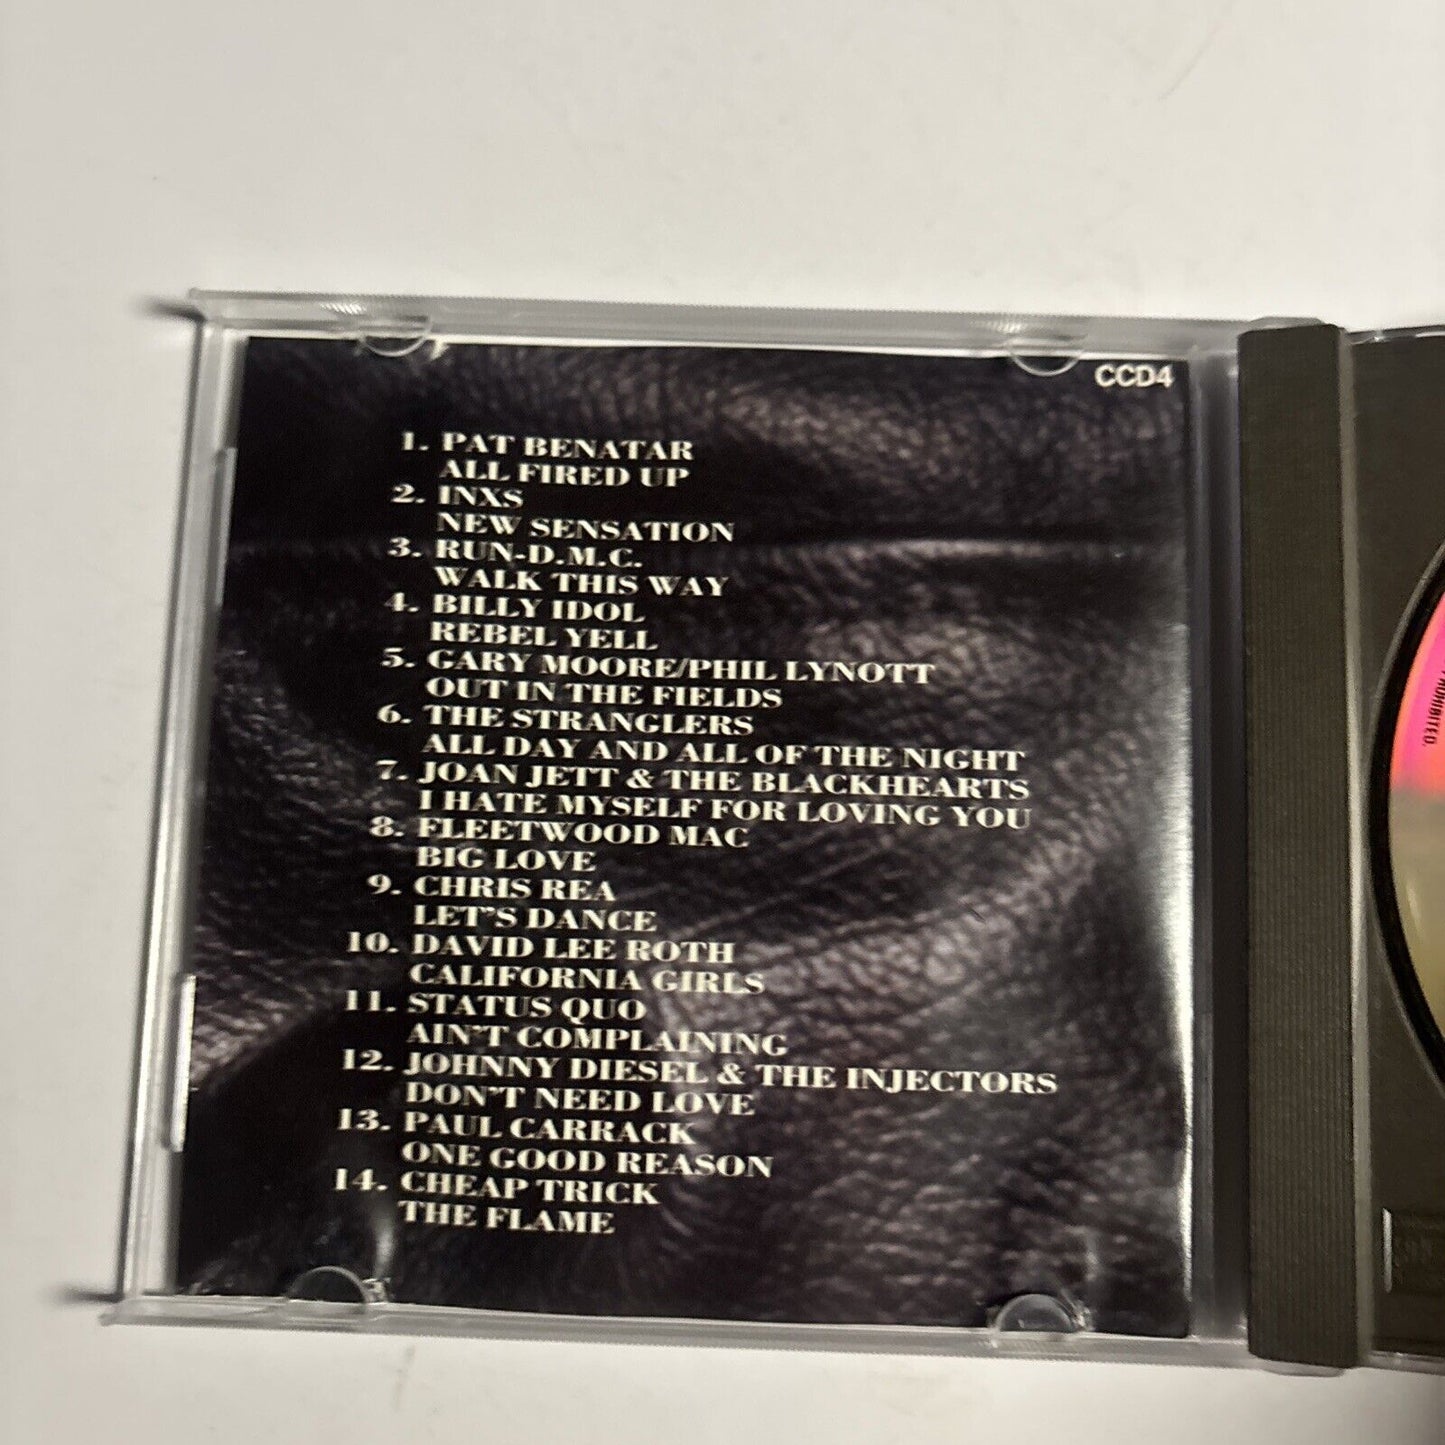 CCD4
1. PAT BENATAR
ALL FIRED UP
2. INXS
NEW SENSATION
3. RUN-D.M.C.
WALK THIS WAY
4. BILLY IDOL
REBEL YELL
5. GARY MOORE/PHIL LYNOTT
OUT IN THE FIELDS
6. THE STRANGLERS
ALL DAY AND ALL OF THE NIGHT
7. JOAN JETT & THE BLACKHEARTS
I HATE MYSELF FOR LOVING YOU
8. FLEETWOOD MAC
BIG LOVE
9. CHRIS REA
LET'S DANCE
10. DAVID LEE ROTH
CALIFORNIA GIRLS
11. STATUS QUO
AIN'T COMPLAINING
12. JOHNNY DIESEL & THE INJECTORS
DON'T NEED LOVE
13. PAUL CARRACK
ONE GOOD REASON
14. CHEAP TRICK
THE FLAME